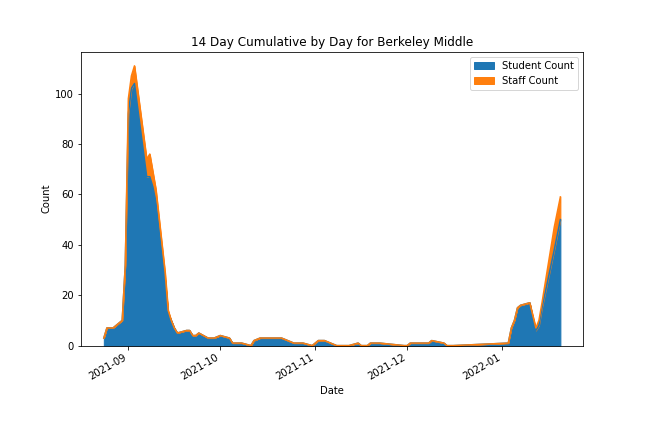 14 Day Cumulative by Day for Berkeley Middle
Student Count
Staff Count
100
80
60
40
20
0
Count
2021-09
2021-10
2021-11
2021-12
2022-01
Date